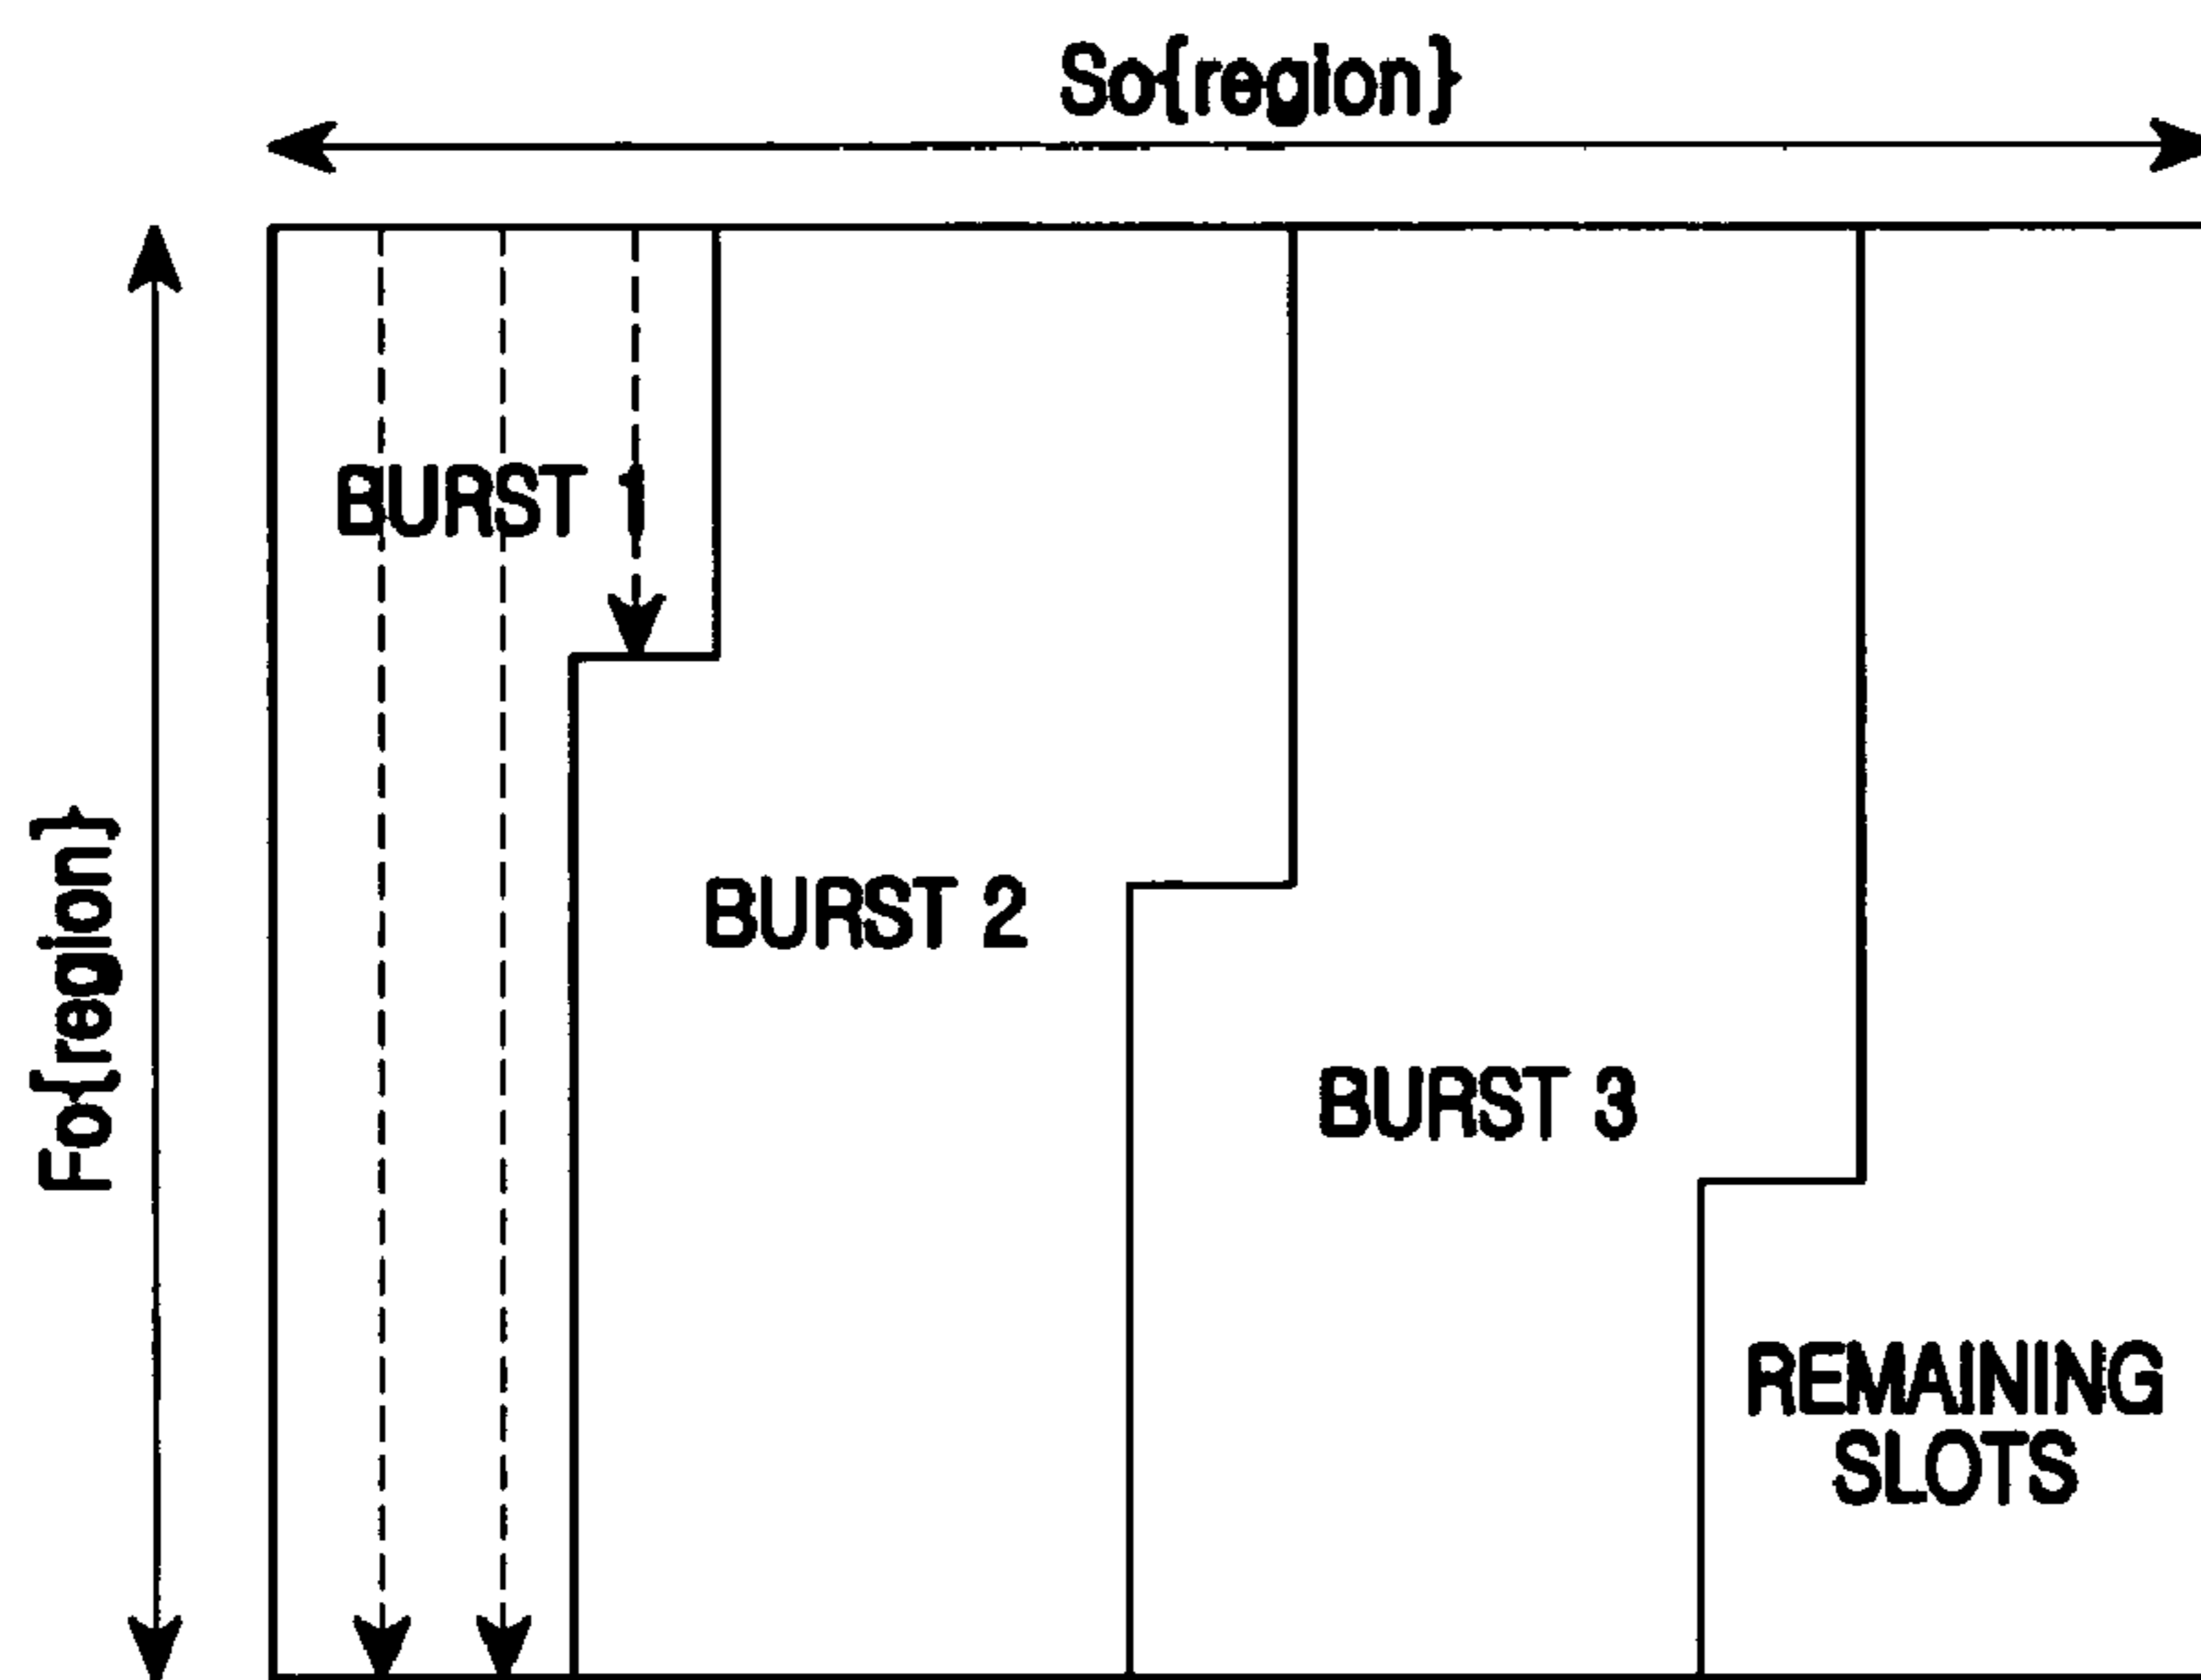 So{region}
Fo{region}
BURST 1
BURST 2
BURST 3
REMAINING
SLOTS